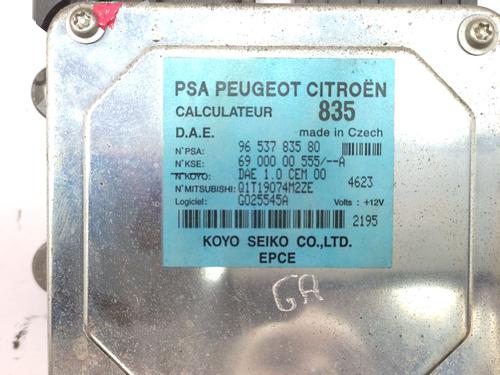 PSA PEUGEOT CITROËN
CALCULATEUR 835
D.A.E. made in Czech
N°PSA: 96 537 835 80
N°KSE: 69 000 00 555/--A
N°KOYO: DAE 1.0 CEM 00
N°MITSUBISHI: Q1T19074M2ZE 4623
Logiciel: G025545A Volts : +12V
2195
KOYO SEIKO CO.,LTD.
EPCE
GA